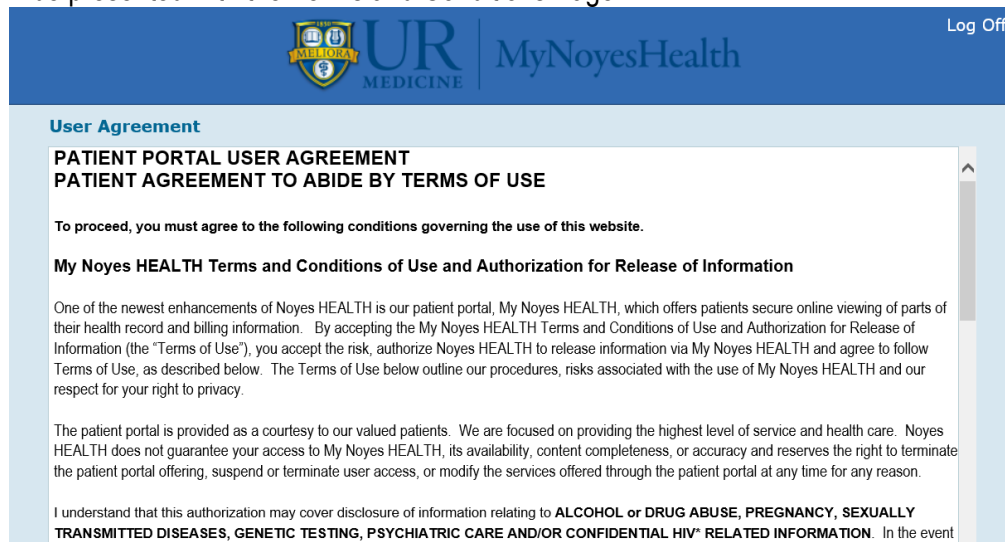 presented
Log Off
MELIORA
UR
MEDICINE
MyNoyesHealth
User Agreement
PATIENT PORTAL USER AGREEMENT
PATIENT AGREEMENT TO ABIDE BY TERMS OF USE
To proceed, you must agree to the following conditions governing the use of this website.
My Noyes HEALTH Terms and Conditions of Use and Authorization for Release of Information
One of the newest enhancements of Noyes HEALTH is our patient portal, My Noyes HEALTH, which offers patients secure online viewing of parts of
their health record and billing information. By accepting the My Noyes HEALTH Terms and Conditions of Use and Authorization for Release of
Information (the “Terms of Use”), you accept the risk, authorize Noyes HEALTH to release information via My Noyes HEALTH and agree to follow
Terms of Use, as described below. The Terms of Use below outline our procedures, risks associated with the use of My Noyes HEALTH and our
respect for your right to privacy.
The patient portal is provided as a courtesy to our valued patients. We are focused on providing the highest level of service and health care. Noyes
HEALTH does not guarantee your access to My Noyes HEALTH, its availability, content completeness, or accuracy and reserves the right to terminate
the patient portal offering, suspend or terminate user access, or modify the services offered through the patient portal at any time for any reason.
I understand that this authorization may cover disclosure of information relating to ALCOHOL or DRUG ABUSE, PREGNANCY, SEXUALLY
TRANSMITTED DISEASES, GENETIC TESTING, PSYCHIATRIC CARE AND/OR CONFIDENTIAL HIV* RELATED INFORMATION. In the event